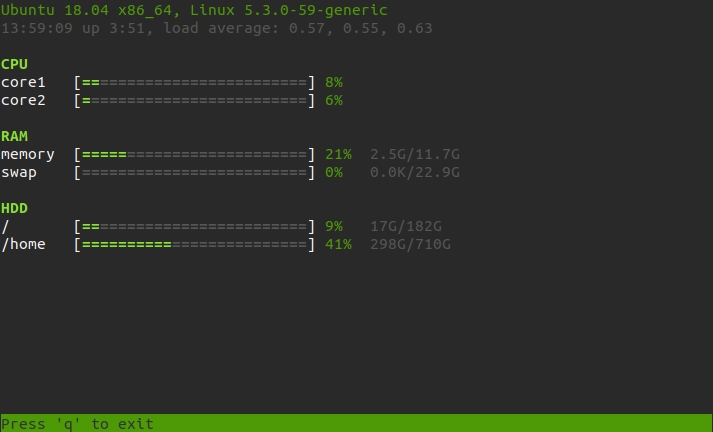 Ubuntu 18.04 x86_64, Linux 5.3.0-59-generic
13:59:09 up 3:51, load average: 0.57, 0.55, 0.63
CPU
core1 [=========================] 8%
core2 [=========================] 6%
RAM
memory [=========================] 21% 2.5G/11.7G
swap [=========================] 0% 0.0K/22.9G
HDD
/ [=========================] 9% 17G/182G
/home [=========================] 41% 298G/710G
Press 'q' to exit